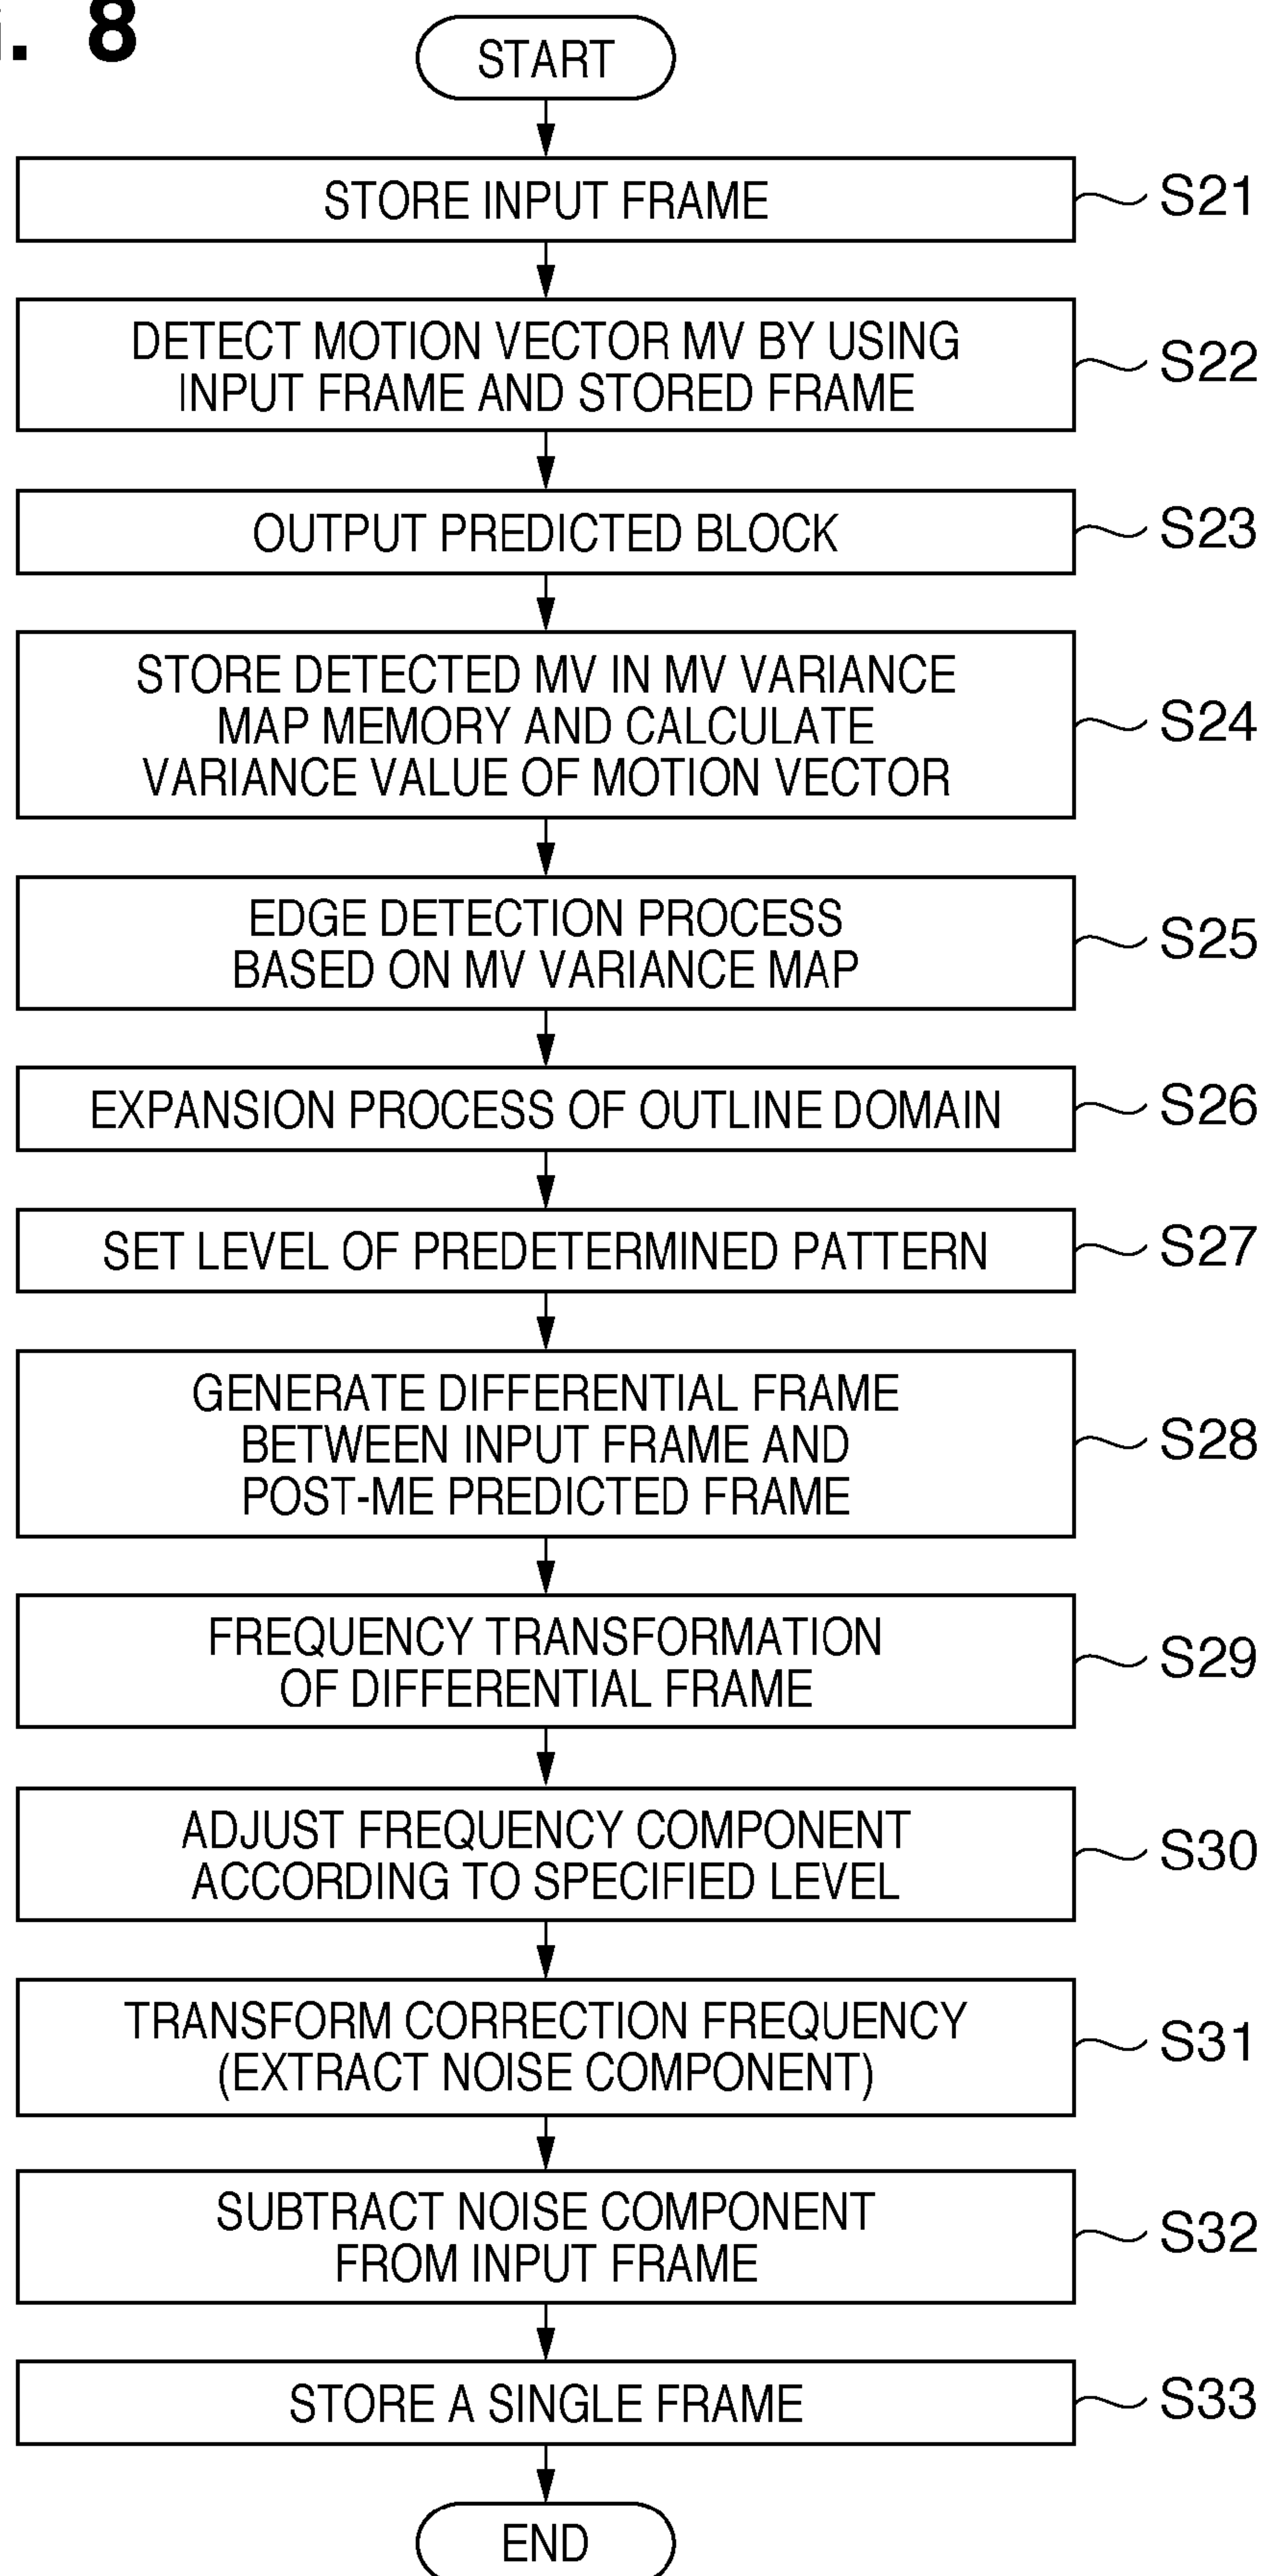 . 8
START
STORE INPUT FRAME
S21
DETECT MOTION VECTOR MV BY USING
INPUT FRAME AND STORED FRAME
S22
OUTPUT PREDICTED BLOCK
S23
STORE DETECTED MV IN MV VARIANCE
MAP MEMORY AND CALCULATE
VARIANCE VALUE OF MOTION VECTOR
S24
EDGE DETECTION PROCESS
BASED ON MV VARIANCE MAP
S25
EXPANSION PROCESS OF OUTLINE DOMAIN
S26
SET LEVEL OF PREDETERMINED PATTERN
S27
GENERATE DIFFERENTIAL FRAME
BETWEEN INPUT FRAME AND
POST-ME PREDICTED FRAME
S28
FREQUENCY TRANSFORMATION
OF DIFFERENTIAL FRAME
S29
ADJUST FREQUENCY COMPONENT
ACCORDING TO SPECIFIED LEVEL
S30
TRANSFORM CORRECTION FREQUENCY
(EXTRACT NOISE COMPONENT)
S31
SUBTRACT NOISE COMPONENT
FROM INPUT FRAME
S32
STORE A SINGLE FRAME
S33
END